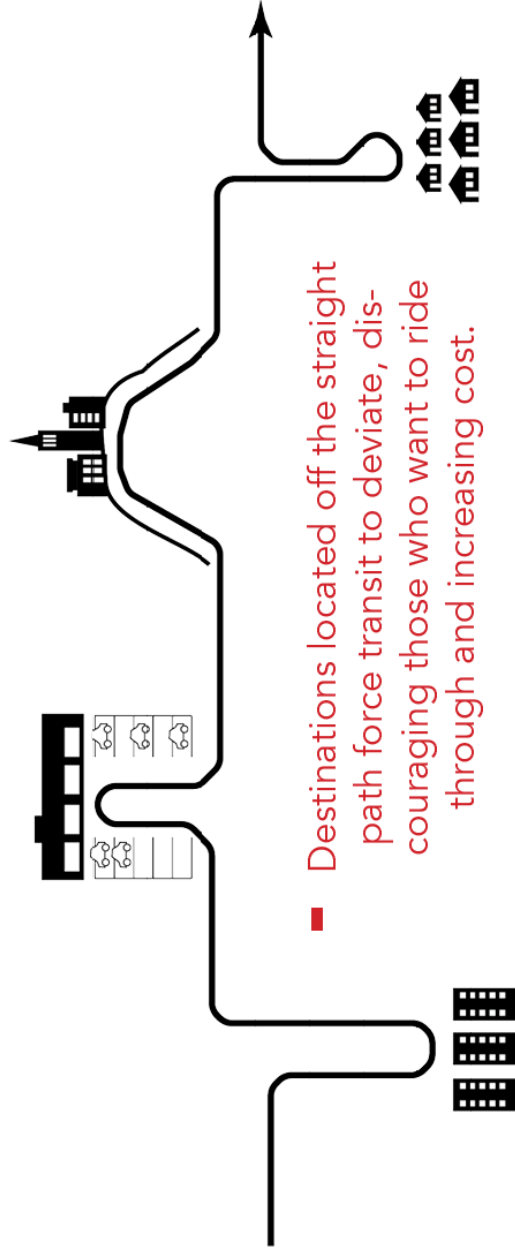 Destinations located off the straight
path force transit to deviate, dis-
couraging those who want to ride
through and increasing cost.